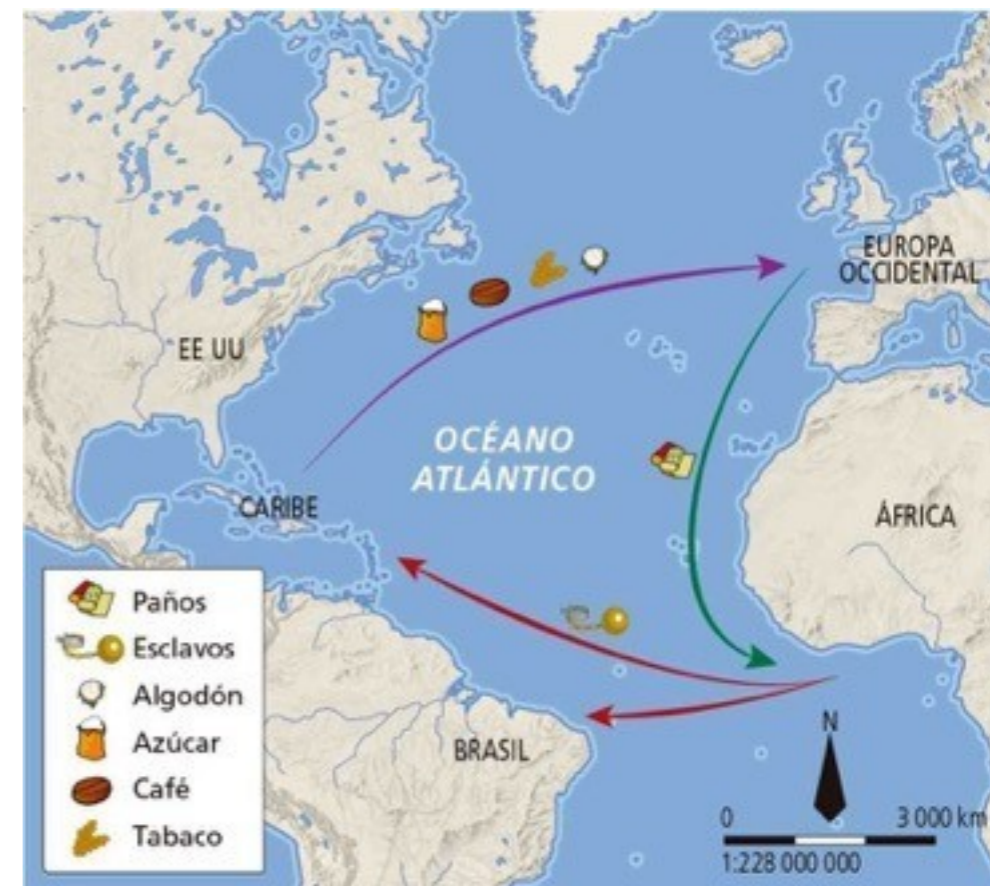 EUROPA
OCCIDENTAL
EE UU
OCÉANO
ATLÁNTICO
CARIBE
ÁFRICA
Paños
Esclavos
Algodón
Azúcar
Café
Tabaco
BRASIL
N
0 3 000 km
1:228 000 000